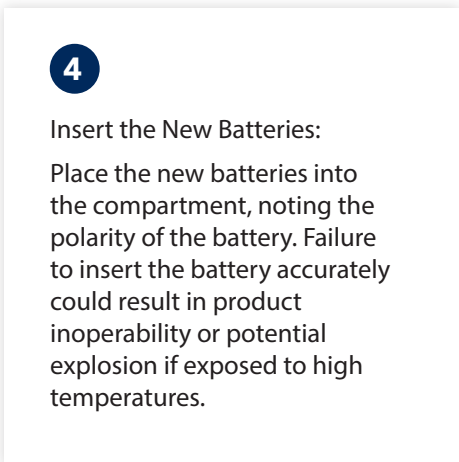 4
Insert the New Batteries:
Place the new batteries into
the compartment, noting the
polarity of the battery. Failure
to insert the battery accurately
could result in product
inoperability or potential
explosion if exposed to high
temperatures.